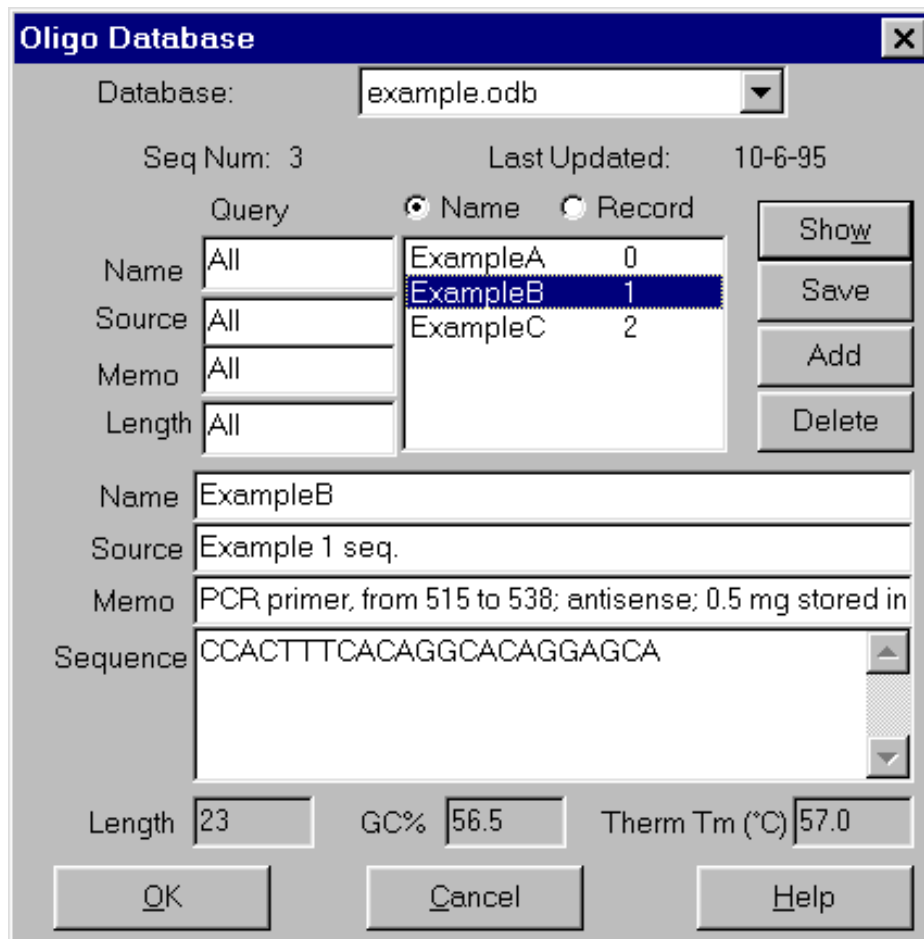 Oligo Database
Database: example.odb
Seq Num: 3 Last Updated: 10-6-95
Query Name Record
Name All
Source All
Memo All
Length All
ExampleA 0
ExampleB 1
ExampleC 2
Show
Save
Add
Delete
Name ExampleB
Source Example 1 seq.
Memo PCR primer, from 515 to 538; antisense; 0.5 mg stored in
Sequence CCACTTTCACAGGCACAGGAGCA
Length 23 GC% 56.5 Therm Tm (°C) 57.0
OK Cancel Help